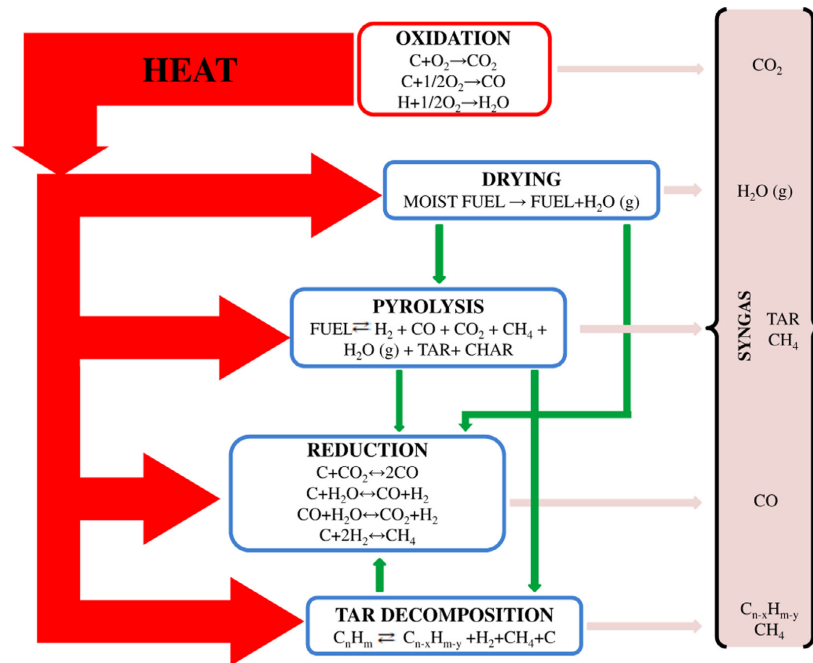 HEAT
OXIDATION
C+O₂→CO₂
C+1/2O₂→CO
H+1/2O₂→H₂O
CO₂
DRYING
MOIST FUEL → FUEL+H₂O (g)
H₂O (g)
PYROLYSIS
FUEL⇄ H₂ + CO + CO₂ + CH₄ +
H₂O (g) + TAR+ CHAR
SYNGAS
TAR
CH₄
REDUCTION
C+CO₂↔2CO
C+H₂O↔CO+H₂
CO+H₂O↔CO₂+H₂
C+2H₂↔CH₄
CO
TAR DECOMPOSITION
CₙHₘ ⇄ Cₙ₋ₓHₘ₋y +H₂+CH₄+C
Cₙ₋ₓHₘ₋y
CH₄